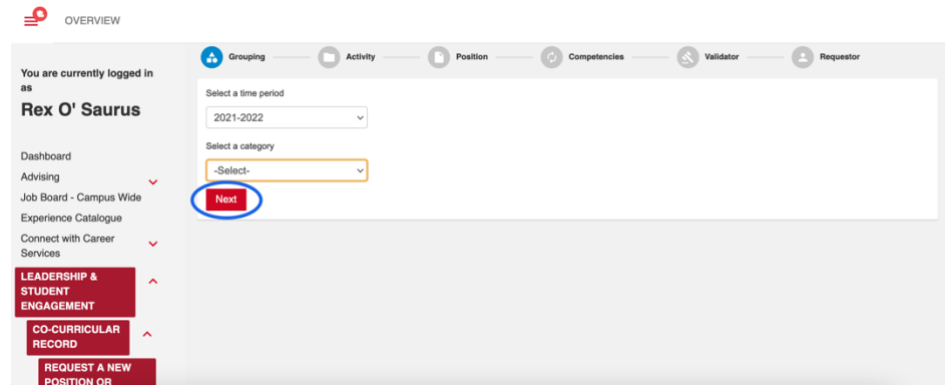 OVERVIEW
You are currently logged in
as
Rex O' Saurus
Dashboard
Advising
Job Board - Campus Wide
Experience Catalogue
Connect with Career
Services
LEADERSHIP &
STUDENT
ENGAGEMENT
CO-CURRICULAR
RECORD
REQUEST A NEW
POSITION OR
Grouping
Activity
Position
Competencies
Validator
Requestor
Select a time period
2021-2022
Select a category
-Select-
Next